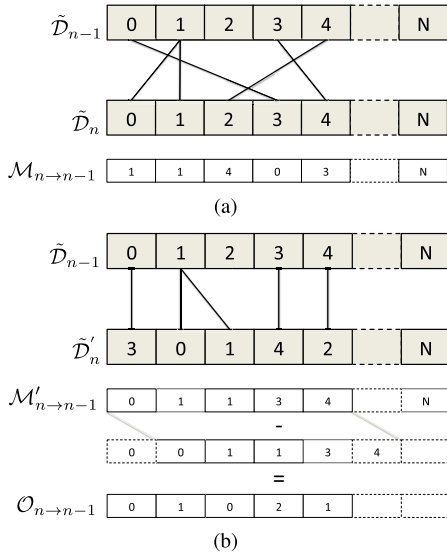 𝒟̃ₙ₋₁ 0 1 2 3 4 N
𝒟̃ₙ 0 1 2 3 4 N
ℳₙ→ₙ₋₁ 1 1 4 0 3 N
(a)
𝒟̃ₙ₋₁ 0 1 2 3 4 N
𝒟̃'ₙ 3 0 1 4 2 N
ℳ'ₙ→ₙ₋₁ 0 1 1 3 4 N
-
0 0 1 1 3 4
=
𝒪ₙ→ₙ₋₁ 0 1 0 2 1
(b)